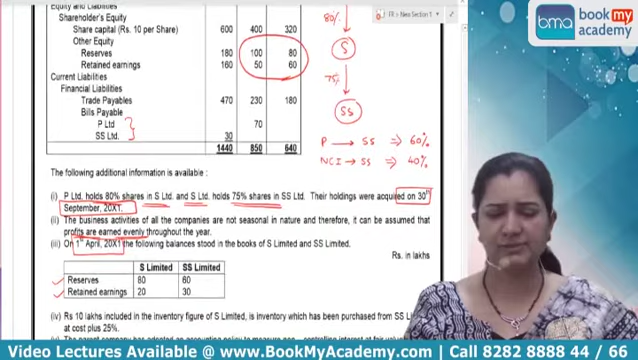 Equity and Liabilities
Shareholder's Equity
Share capital (Rs. 10 per Share) 600 400 320
Other Equity
Reserves 180 100 80
Retained earnings 160 50 60
Current Liabilities
Financial Liabilities
Trade Payables 470 230 180
Bills Payable
P Ltd 70
SS Ltd. 30
1440 850 640
80%
S
75%
SS
P → SS ⇒ 60%
NCI → SS ⇒ 40%
The following additional information is available :
(i) P Ltd. holds 80% shares in S Ltd. and S Ltd. holds 75% shares in SS Ltd. Their holdings were acquired on 30th
September, 20X1.
(ii) The business activities of all the companies are not seasonal in nature and therefore, it can be assumed that
profits are earned evenly throughout the year.
(iii) On 1st April, 20X1 the following balances stood in the books of S Limited and SS Limited.
Rs. in lakhs
S Limited SS Limited
Reserves 80 60
Retained earnings 20 30
(iv) Rs 10 lakhs included in the inventory figure of S Limited, is inventory which has been purchased from SS
at cost plus 25%.
FR :- New Section 1
bma
book my
academy
Video Lectures Available @ www.BookMyAcademy.com Call 8282 8888 44 / 66